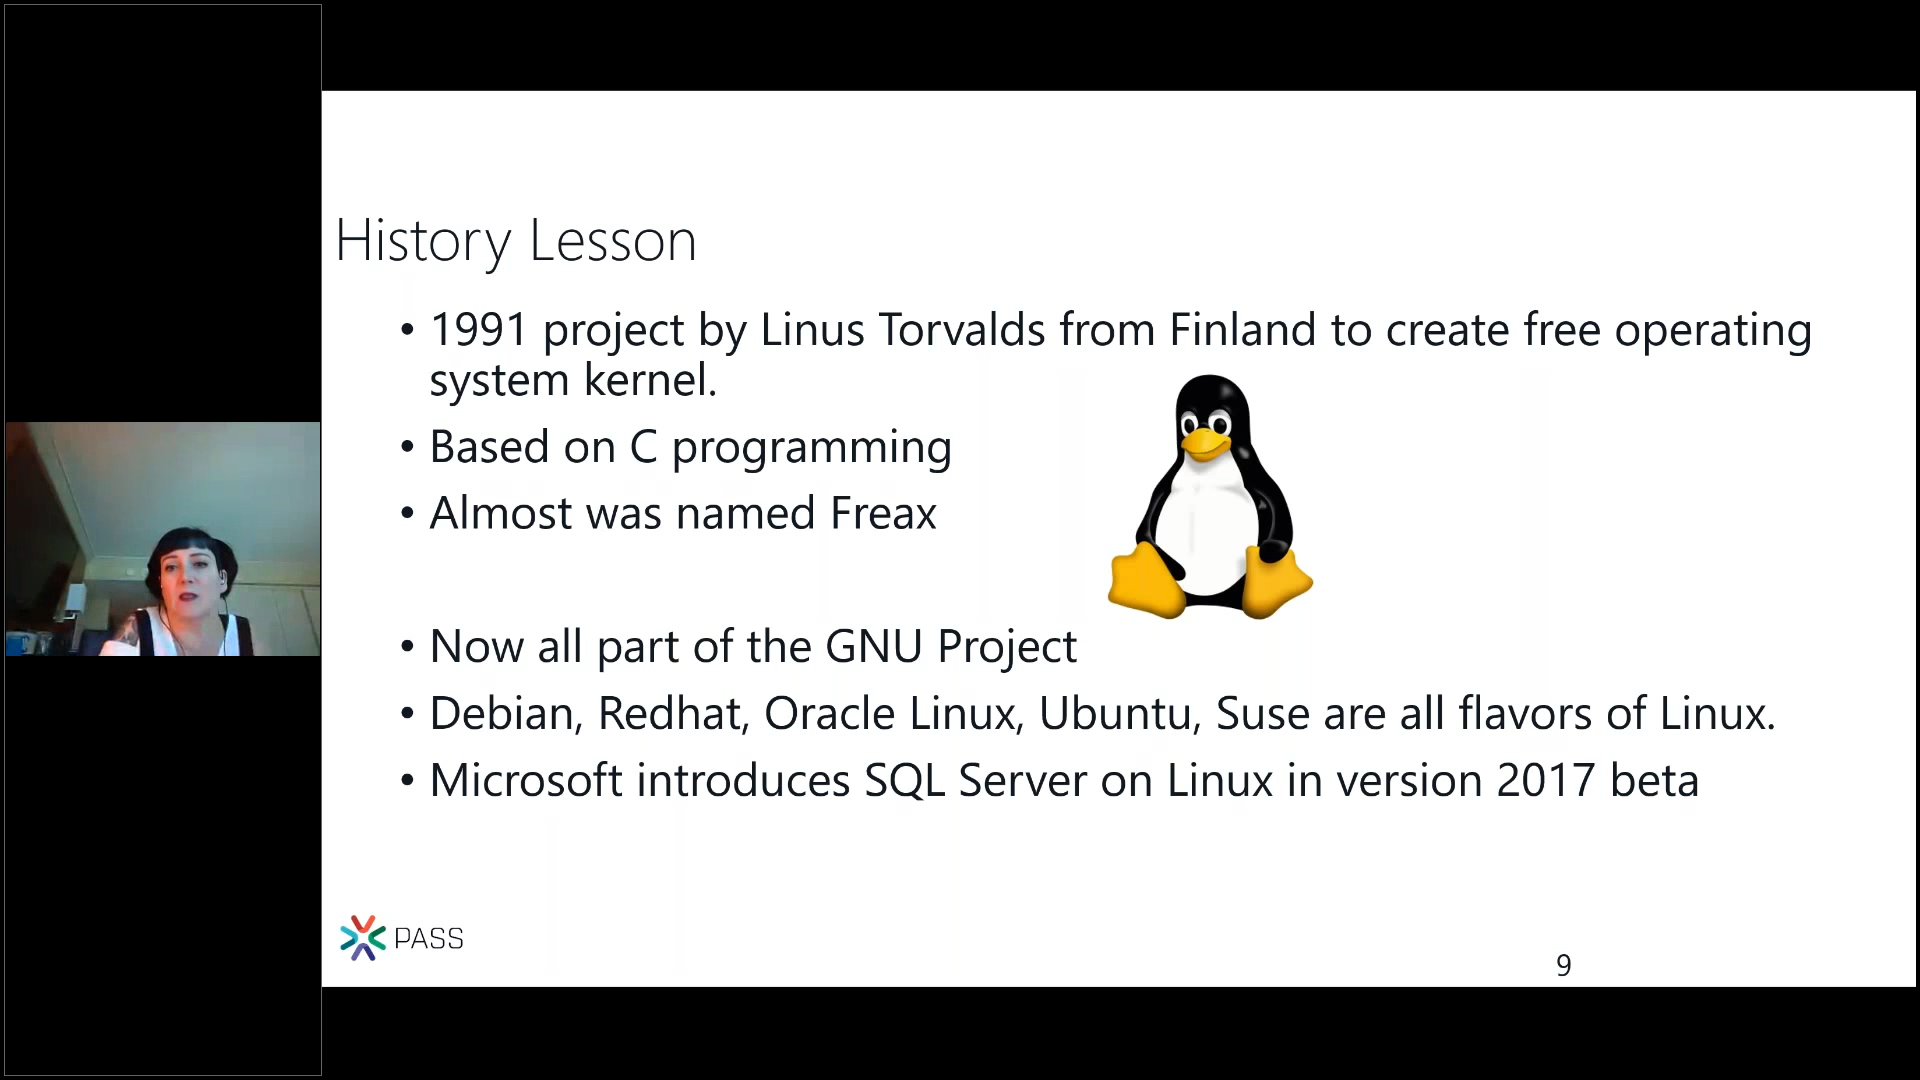 History Lesson
• 1991 project by Linus Torvalds from Finland to create free operating
system kernel.
• Based on C programming
• Almost was named Freax
• Now all part of the GNU Project
• Debian, Redhat, Oracle Linux, Ubuntu, Suse are all flavors of Linux.
• Microsoft introduces SQL Server on Linux in version 2017 beta
PASS
9